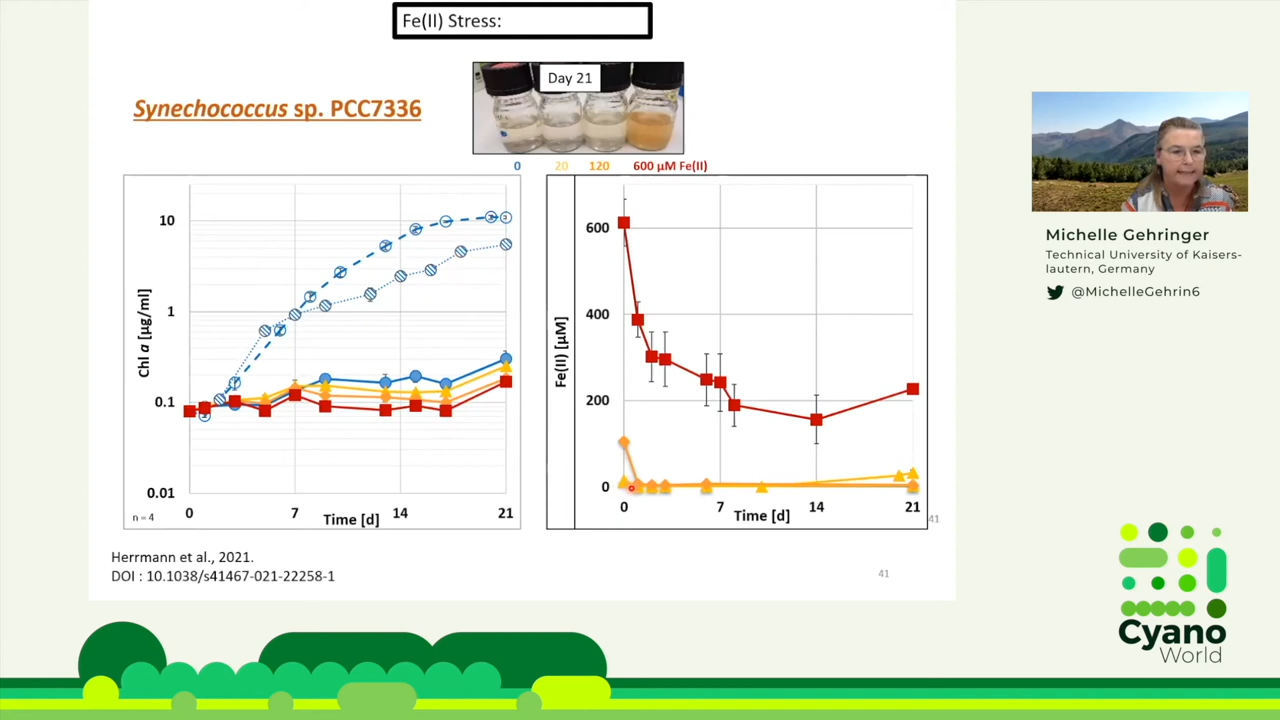 Fe(II) Stress:
Day 21
Synechococcus sp. PCC7336
0 20 120 600 µM Fe(II)
10
1
0.1
0.01
Chl a [µg/ml]
n = 4
0 7 14 21
Time [d]
600
400
200
0
Fe(II) [µM]
0 7 14 21
Time [d]
41
Herrmann et al., 2021.
DOI : 10.1038/s41467-021-22258-1
41
Michelle Gehringer
Technical University of Kaisers-
lautern, Germany
@MichelleGehrin6
Cyano
World